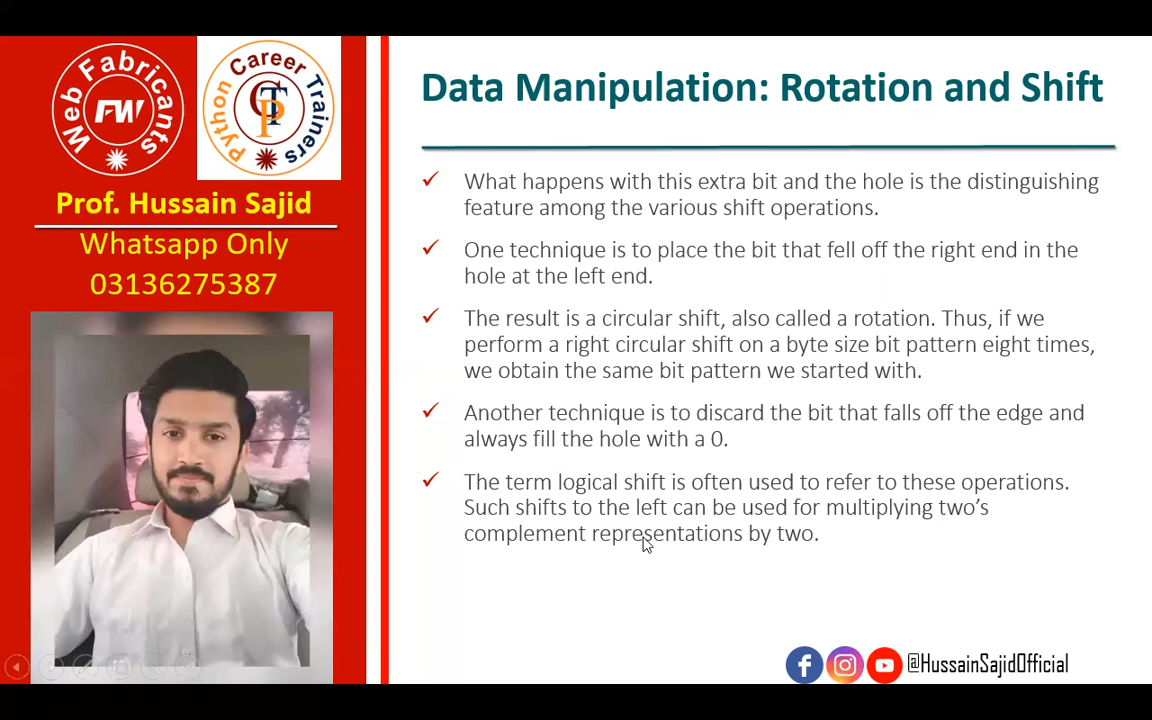 Web Fabricants
FW
Python Career Trainers
CTP
Prof. Hussain Sajid
Whatsapp Only
03136275387
Data Manipulation: Rotation and Shift
What happens with this extra bit and the hole is the distinguishing
feature among the various shift operations.
One technique is to place the bit that fell off the right end in the
hole at the left end.
The result is a circular shift, also called a rotation. Thus, if we
perform a right circular shift on a byte size bit pattern eight times,
we obtain the same bit pattern we started with.
Another technique is to discard the bit that falls off the edge and
always fill the hole with a 0.
The term logical shift is often used to refer to these operations.
Such shifts to the left can be used for multiplying two’s
complement representations by two.
@HussainSajidOfficial